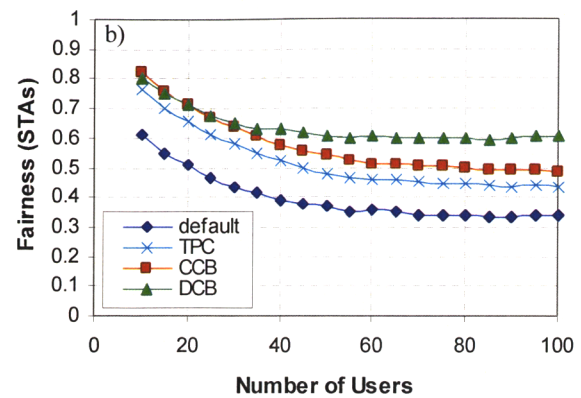 b)
Fairness (STAs)
1
0.9
0.8
0.7
0.6
0.5
0.4
0.3
0.2
0.1
0
default
TPC
CCB
DCB
0 20 40 60 80 100
Number of Users